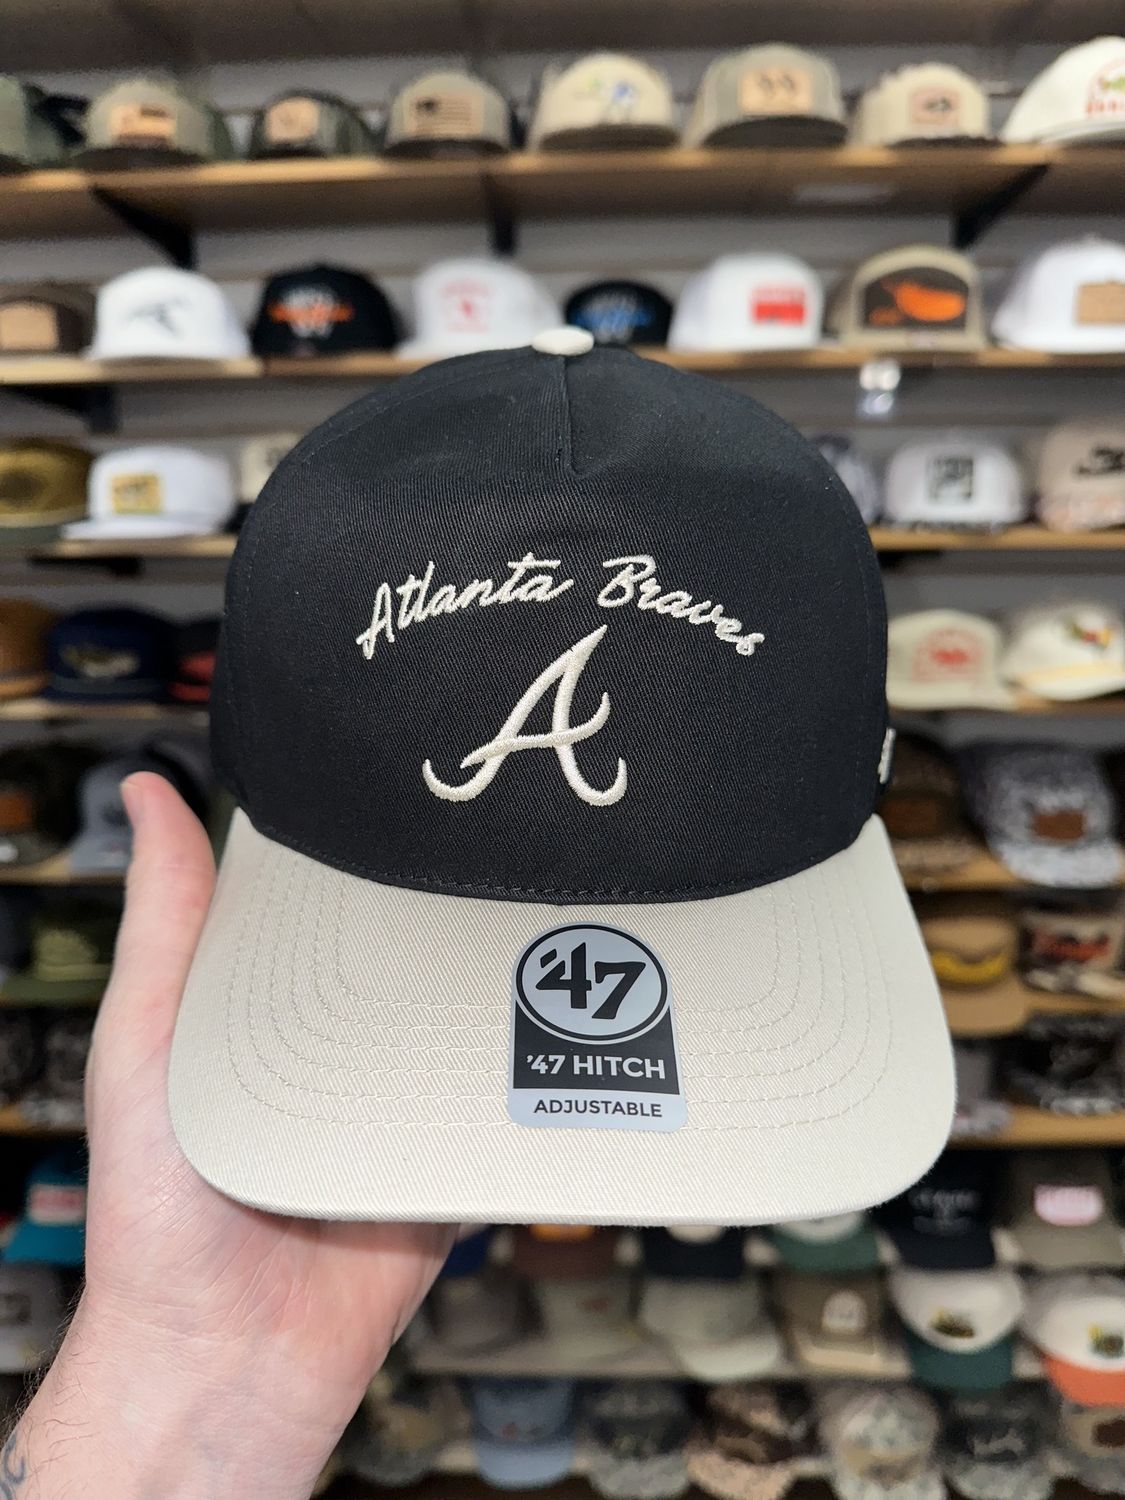 Atlanta Braves
A
'47
'47 HITCH
ADJUSTABLE